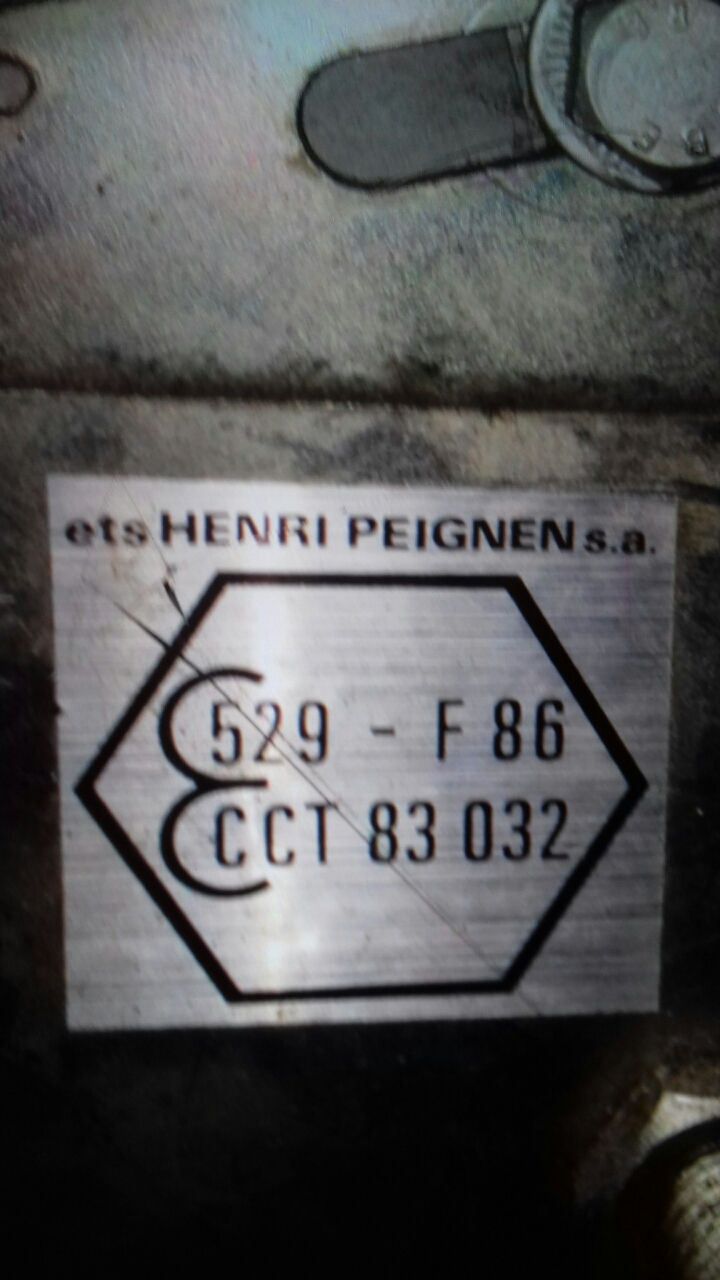 ets HENRI PEIGNEN s.a.
529 - F 86
CCT 83 032